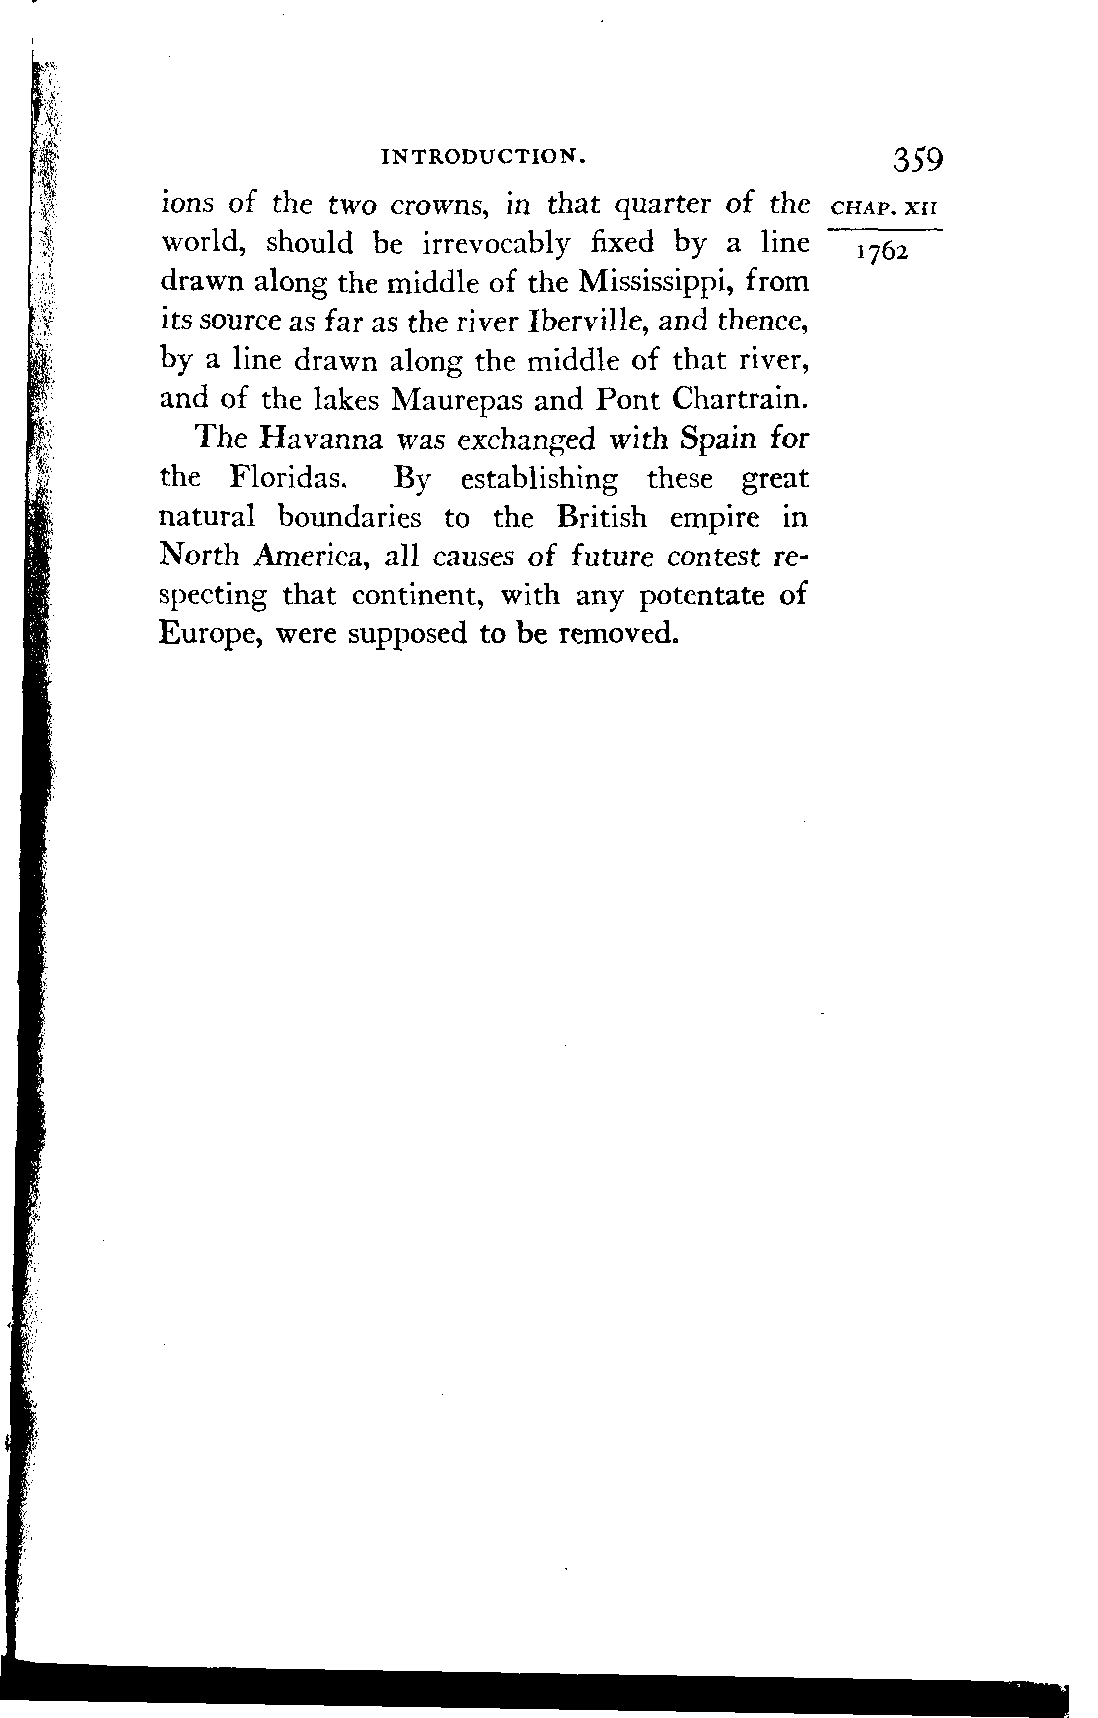 INTRODUCTION. 359
ions of the two crowns, in that quarter of the CHAP. XII
world, should be irrevocably fixed by a line 1762
drawn along the middle of the Mississippi, from
its source as far as the river Iberville, and thence,
by a line drawn along the middle of that river,
and of the lakes Maurepas and Pont Chartrain.
The Havanna was exchanged with Spain for
the Floridas. By establishing these great
natural boundaries to the British empire in
North America, all causes of future contest re-
specting that continent, with any potentate of
Europe, were supposed to be removed.